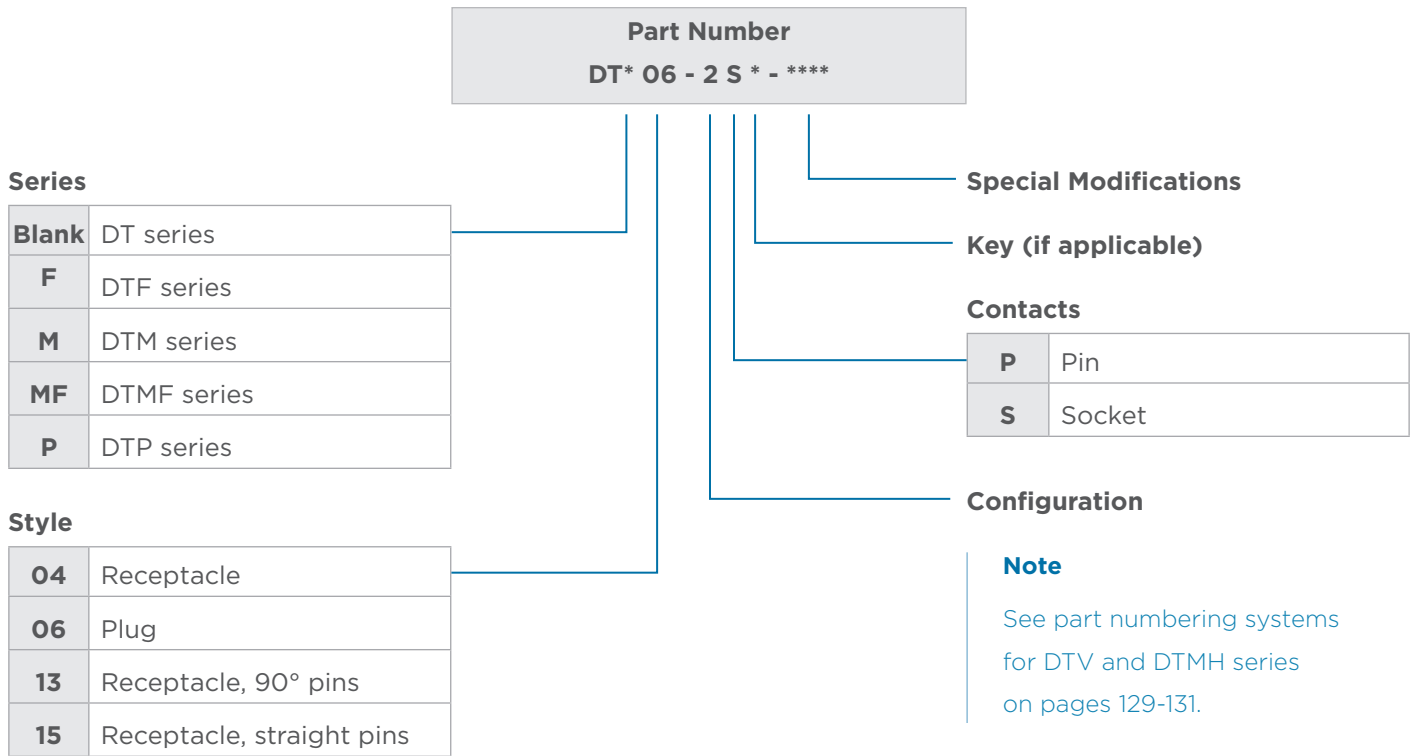 Part Number
DT* 06 - 2 S * - ****
Series
Blank DT series
F DTF series
M DTM series
MF DTMF series
P DTP series
Style
04 Receptacle
06 Plug
13 Receptacle, 90° pins
15 Receptacle, straight pins
Special Modifications
Key (if applicable)
Contacts
P Pin
S Socket
Configuration
Note
See part numbering systems
for DTV and DTMH series
on pages 129-131.